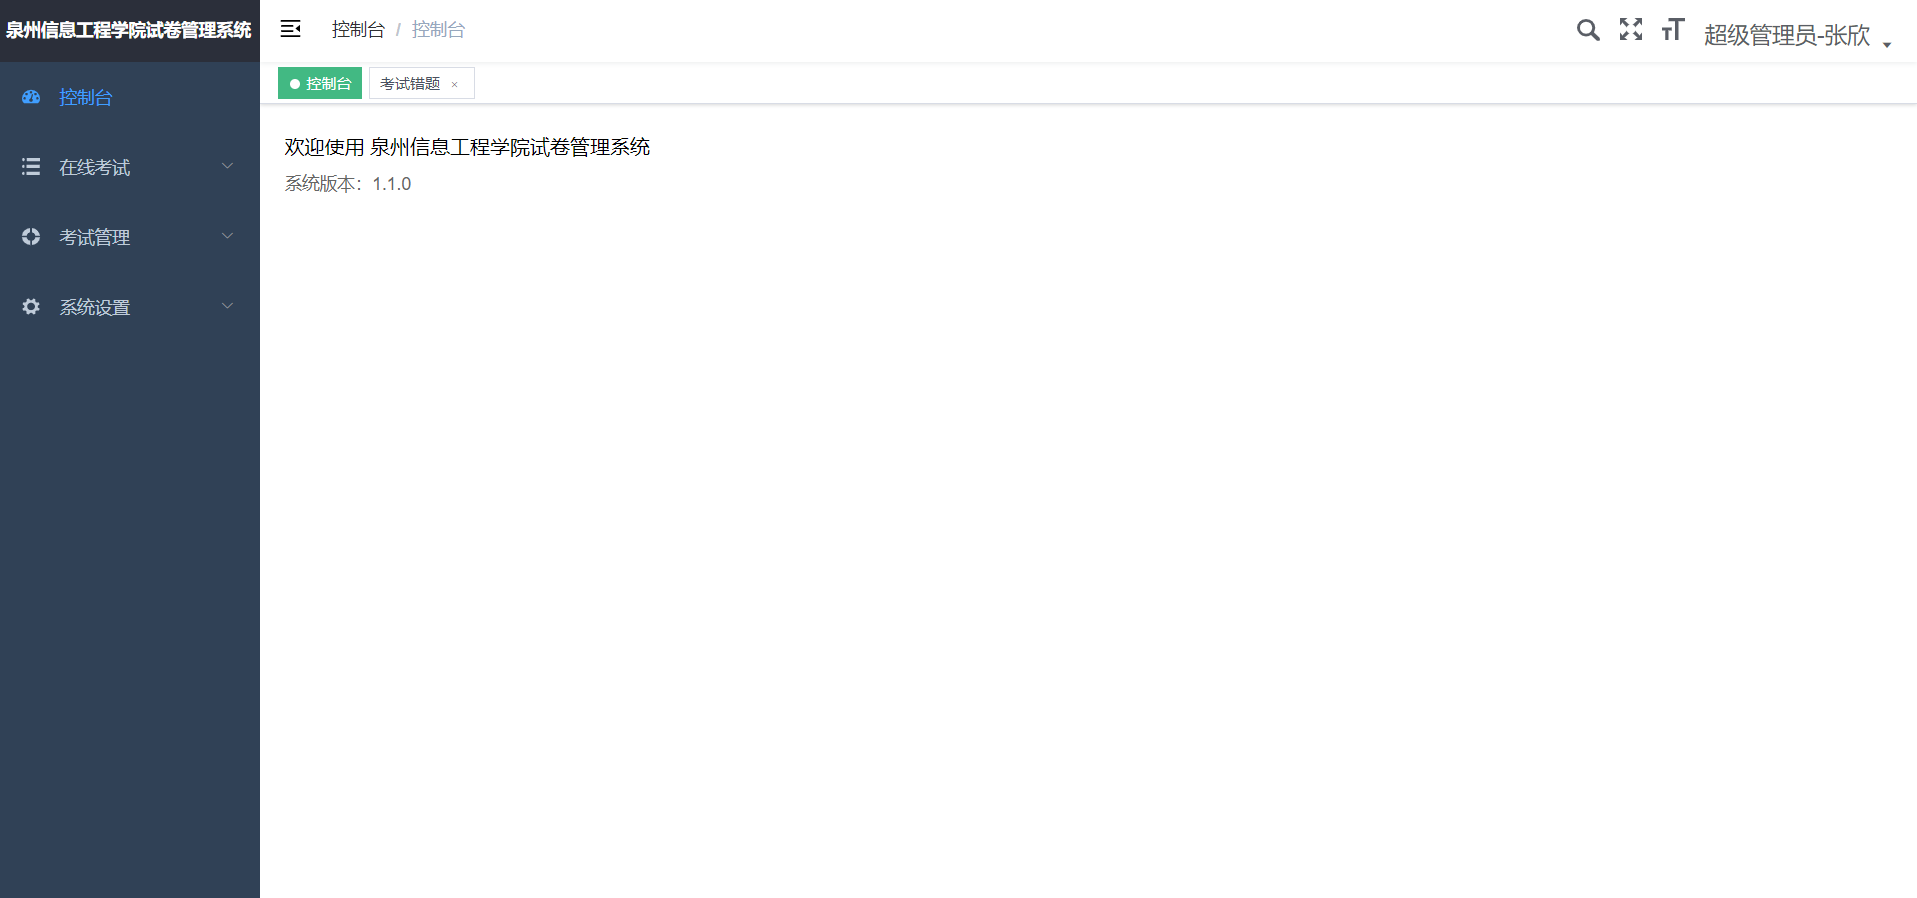 泉州信息工程学院试卷管理系统
控制台 / 控制台
超级管理员-张欣
控制台
考试错题 ×
控制台
在线考试
考试管理
系统设置
欢迎使用 泉州信息工程学院试卷管理系统
系统版本：1.1.0